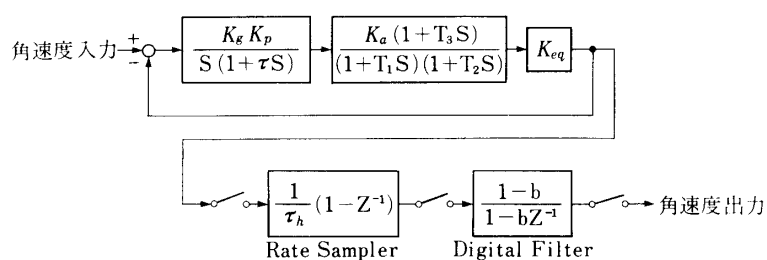 角速度入力
+
−
K_g K_p
S(1+τS)
K_a(1+T_3S)
(1+T_1S)(1+T_2S)
K_eq
1
τ_h
(1−Z^{-1})
1−b
1−bZ^{-1}
角速度出力
Rate Sampler
Digital Filter